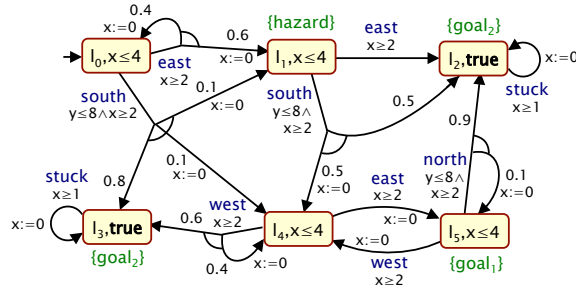 0.4
x:=0
{hazard}
{goal₂}
0.6
x:=0
east
x≥2
l₀,x≤4
east
x≥2
l₁,x≤4
l₂,true
x:=0
stuck
x≥1
south
y≤8∧x≥2
0.1
x:=0
south
y≤8∧
x≥2
0.5
0.9
0.1
x:=0
0.5
x:=0
north
y≤8∧
x≥2
0.1
x:=0
stuck
x≥1
0.8
west
x≥2
east
x≥2
x:=0
x:=0
l₃,true
0.6
l₄,x≤4
l₅,x≤4
{goal₂}
0.4
x:=0
x:=0
west
x≥2
{goal₁}